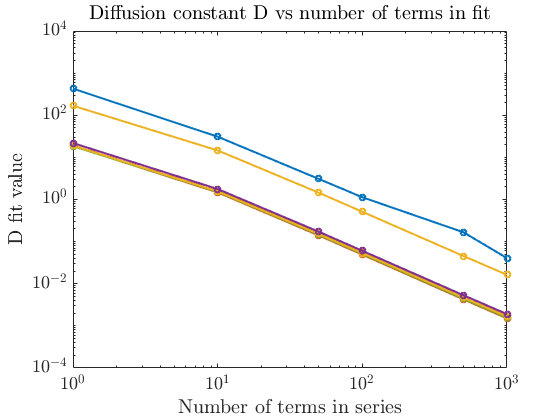 Diffusion constant D vs number of terms in fit
10^4
10^2
10^0
10^-2
10^-4
D fit value
10^0 10^1 10^2 10^3
Number of terms in series